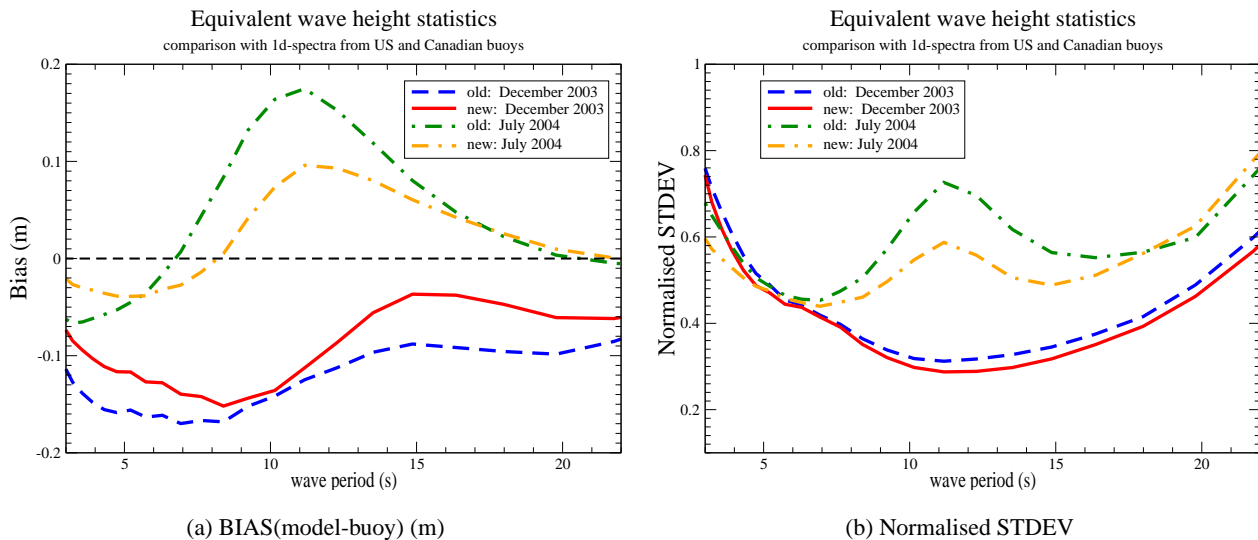 Equivalent wave height statistics
comparison with 1d-spectra from US and Canadian buoys
0.2
0.1
0
-0.1
-0.2
Bias (m)
old: December 2003
new: December 2003
old: July 2004
new: July 2004
5
10
15
20
wave period (s)
(a) BIAS(model-buoy) (m)
Equivalent wave height statistics
comparison with 1d-spectra from US and Canadian buoys
1
0.8
0.6
0.4
0.2
Normalised STDEV
old: December 2003
new: December 2003
old: July 2004
new: July 2004
5
10
15
20
wave period (s)
(b) Normalised STDEV